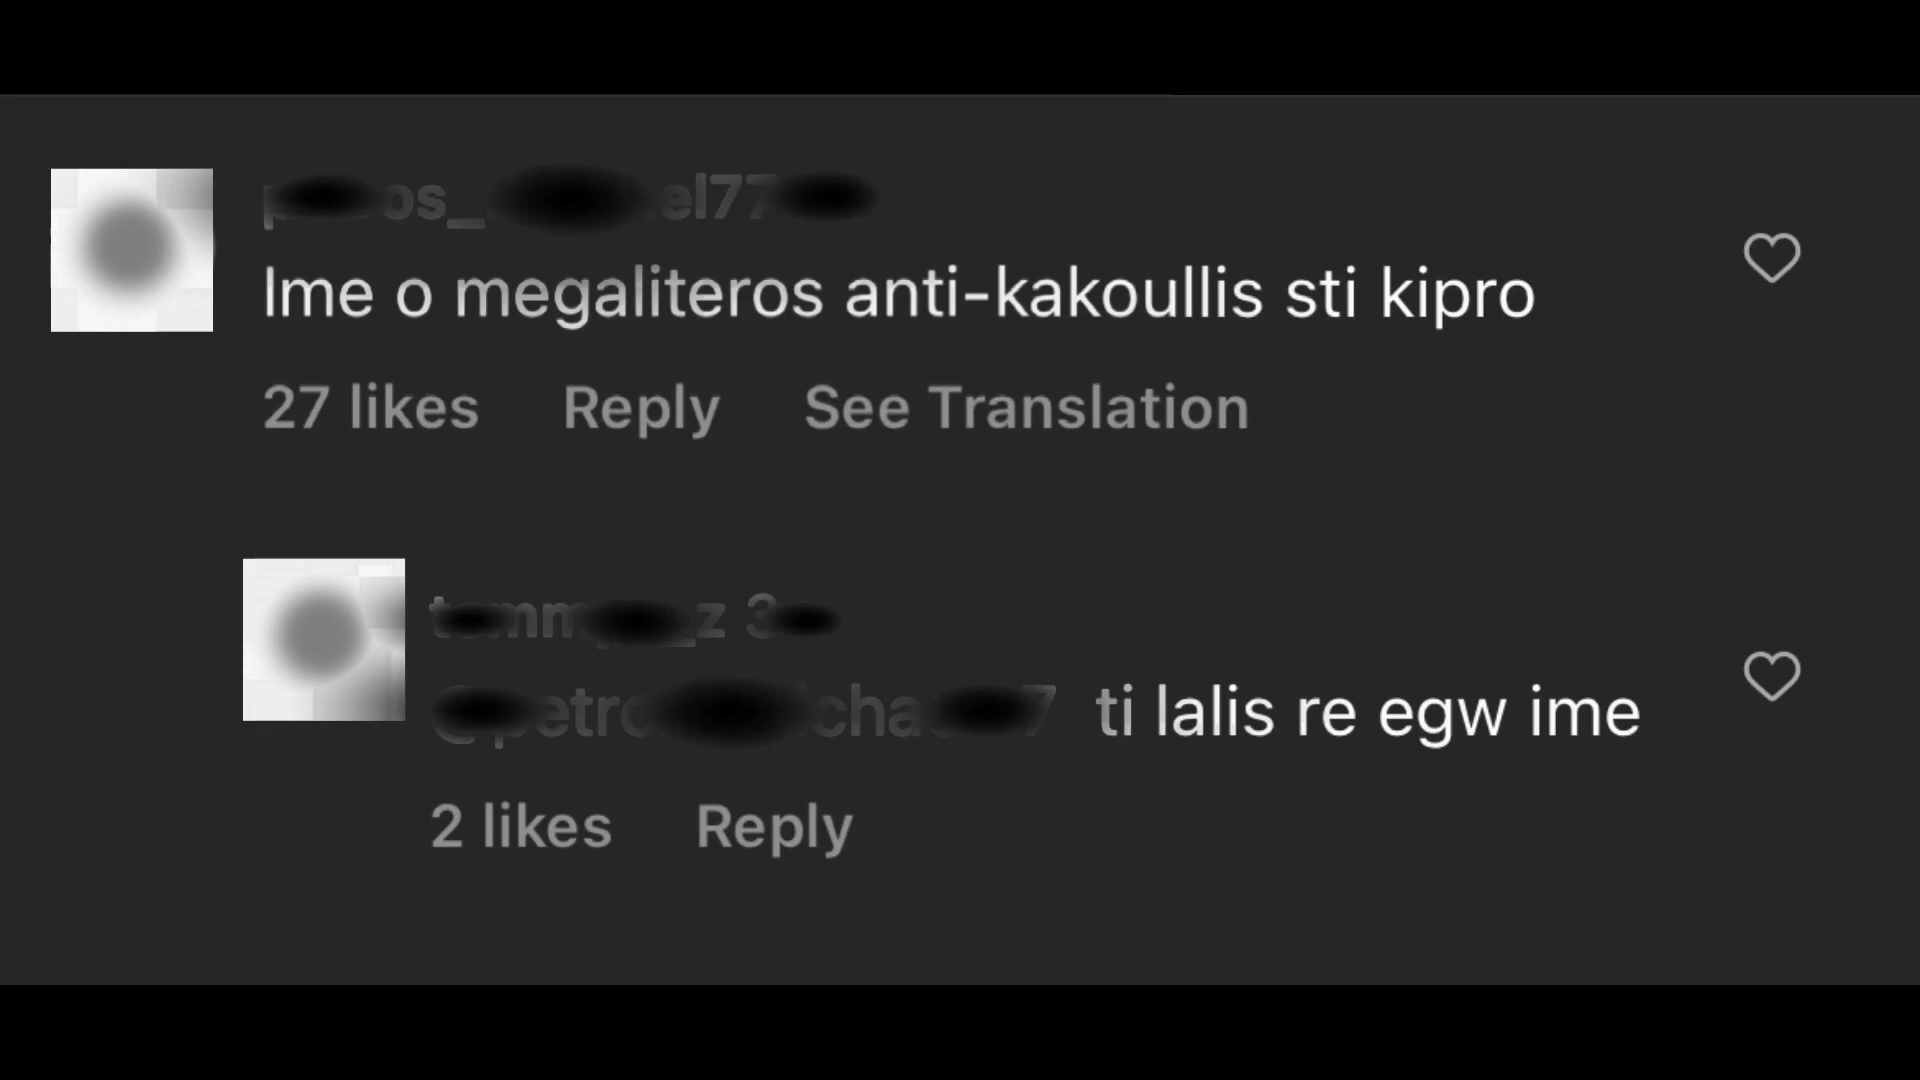 Ime o megaliteros anti-kakoullis sti kipro
27 likes Reply See Translation
ti lalis re egw ime
2 likes Reply